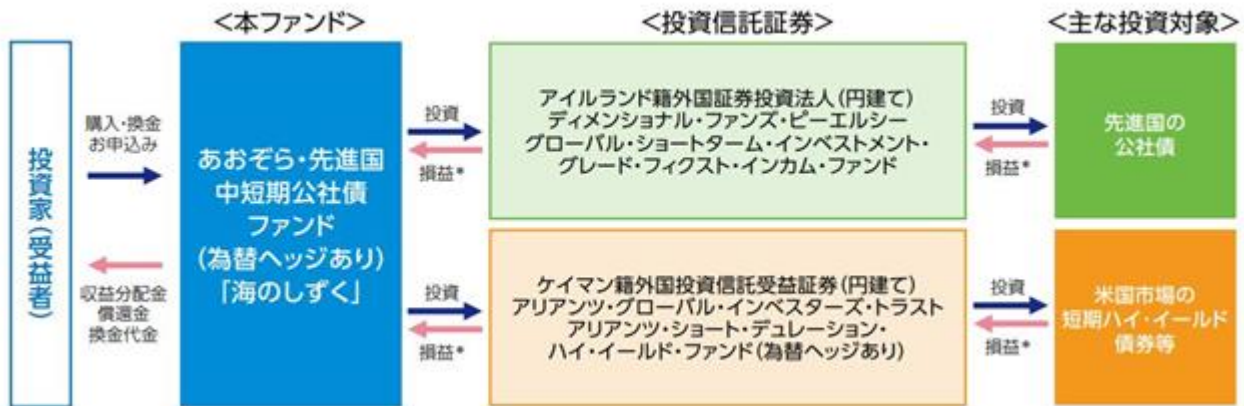 <本ファンド>
<投資信託証券>
<主な投資対象>
投資家(受益者)
購入・換金
お申込み
収益分配金
償還金
換金代金
あおぞら・先進国
中短期公社債
ファンド
(為替ヘッジあり)
「海のしずく」
投資
損益*
アイルランド籍外国証券投資法人(円建て)
ディメンショナル・ファンズ・ピーエルシー
グローバル・ショートターム・インベストメント・
グレード・フィクスト・インカム・ファンド
投資
損益*
先進国の
公社債
投資
損益*
ケイマン籍外国投資信託受益証券(円建て)
アリアンツ・グローバル・インベスターズ・トラスト
アリアンツ・ショート・デュレーション・
ハイ・イールド・ファンド(為替ヘッジあり)
投資
損益*
米国市場の
短期ハイ・イールド
債券等